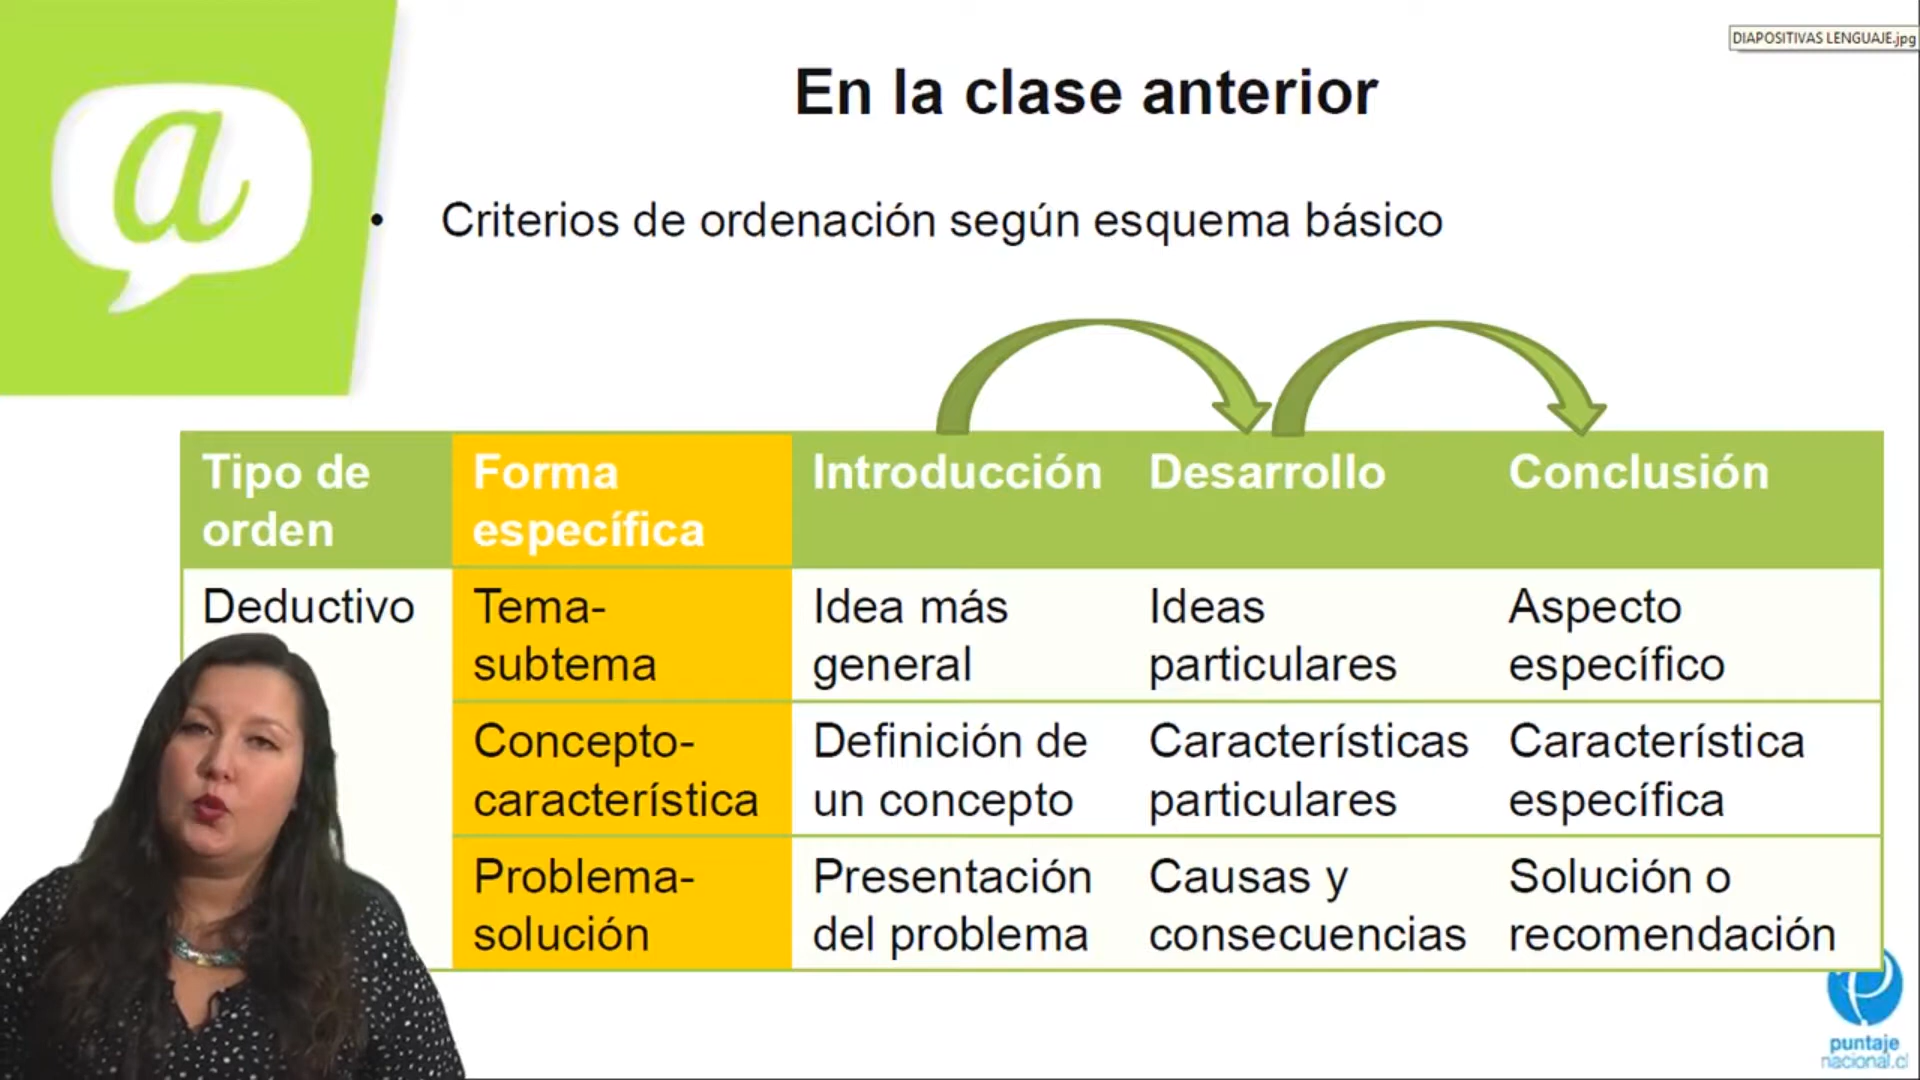 DIAPOSITIVAS LENGUAJE.jpg
En la clase anterior
• Criterios de ordenación según esquema básico
Tipo de orden
Forma específica
Introducción
Desarrollo
Conclusión
Deductivo
Tema-
subtema
Idea más
general
Ideas
particulares
Aspecto
específico
Concepto-
característica
Definición de
un concepto
Características
particulares
Característica
específica
Problema-
solución
Presentación
del problema
Causas y
consecuencias
Solución o
recomendación
puntaje
nacional.cl